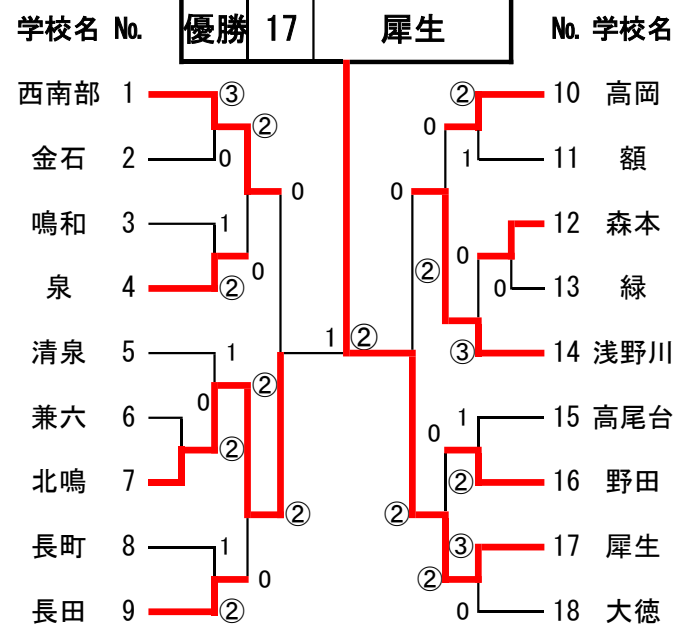 学校名 No. 優勝 17 犀生 No. 学校名
西南部 1 ③ ② 10 高岡
② 0
金石 2 0 1 11 額
0 0
鳴和 3 1 12 森本
0 ② 0
泉 4 ② 0 13 緑
1 ②
清泉 5 1 ③ 14 浅野川
②
兼六 6 0 1 15 高尾台
0
北鳴 7 ② ② 16 野田
② ②
長町 8 1 ③ 17 犀生
0 ②
長田 9 ② 0 18 大徳